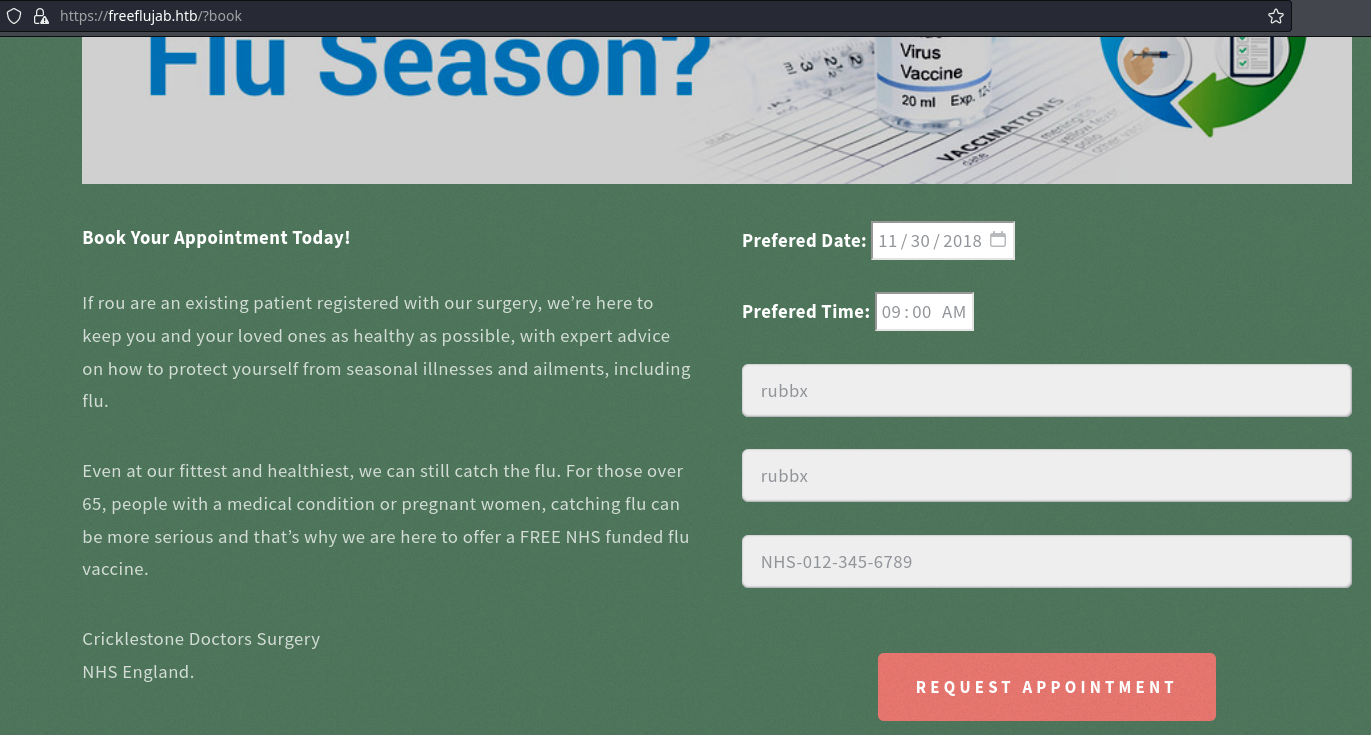 https://freeflujab.htb/?book
Flu Season?
Virus
Vaccine
20 ml Exp. 12-
VACCINATIONS
Date
Book Your Appointment Today!
If rou are an existing patient registered with our surgery, we’re here to
keep you and your loved ones as healthy as possible, with expert advice
on how to protect yourself from seasonal illnesses and ailments, including
flu.
Even at our fittest and healthiest, we can still catch the flu. For those over
65, people with a medical condition or pregnant women, catching flu can
be more serious and that’s why we are here to offer a FREE NHS funded flu
vaccine.
Cricklestone Doctors Surgery
NHS England.
Prefered Date: 11/30/2018
Prefered Time: 09:00 AM
rubbx
rubbx
NHS-012-345-6789
REQUEST APPOINTMENT